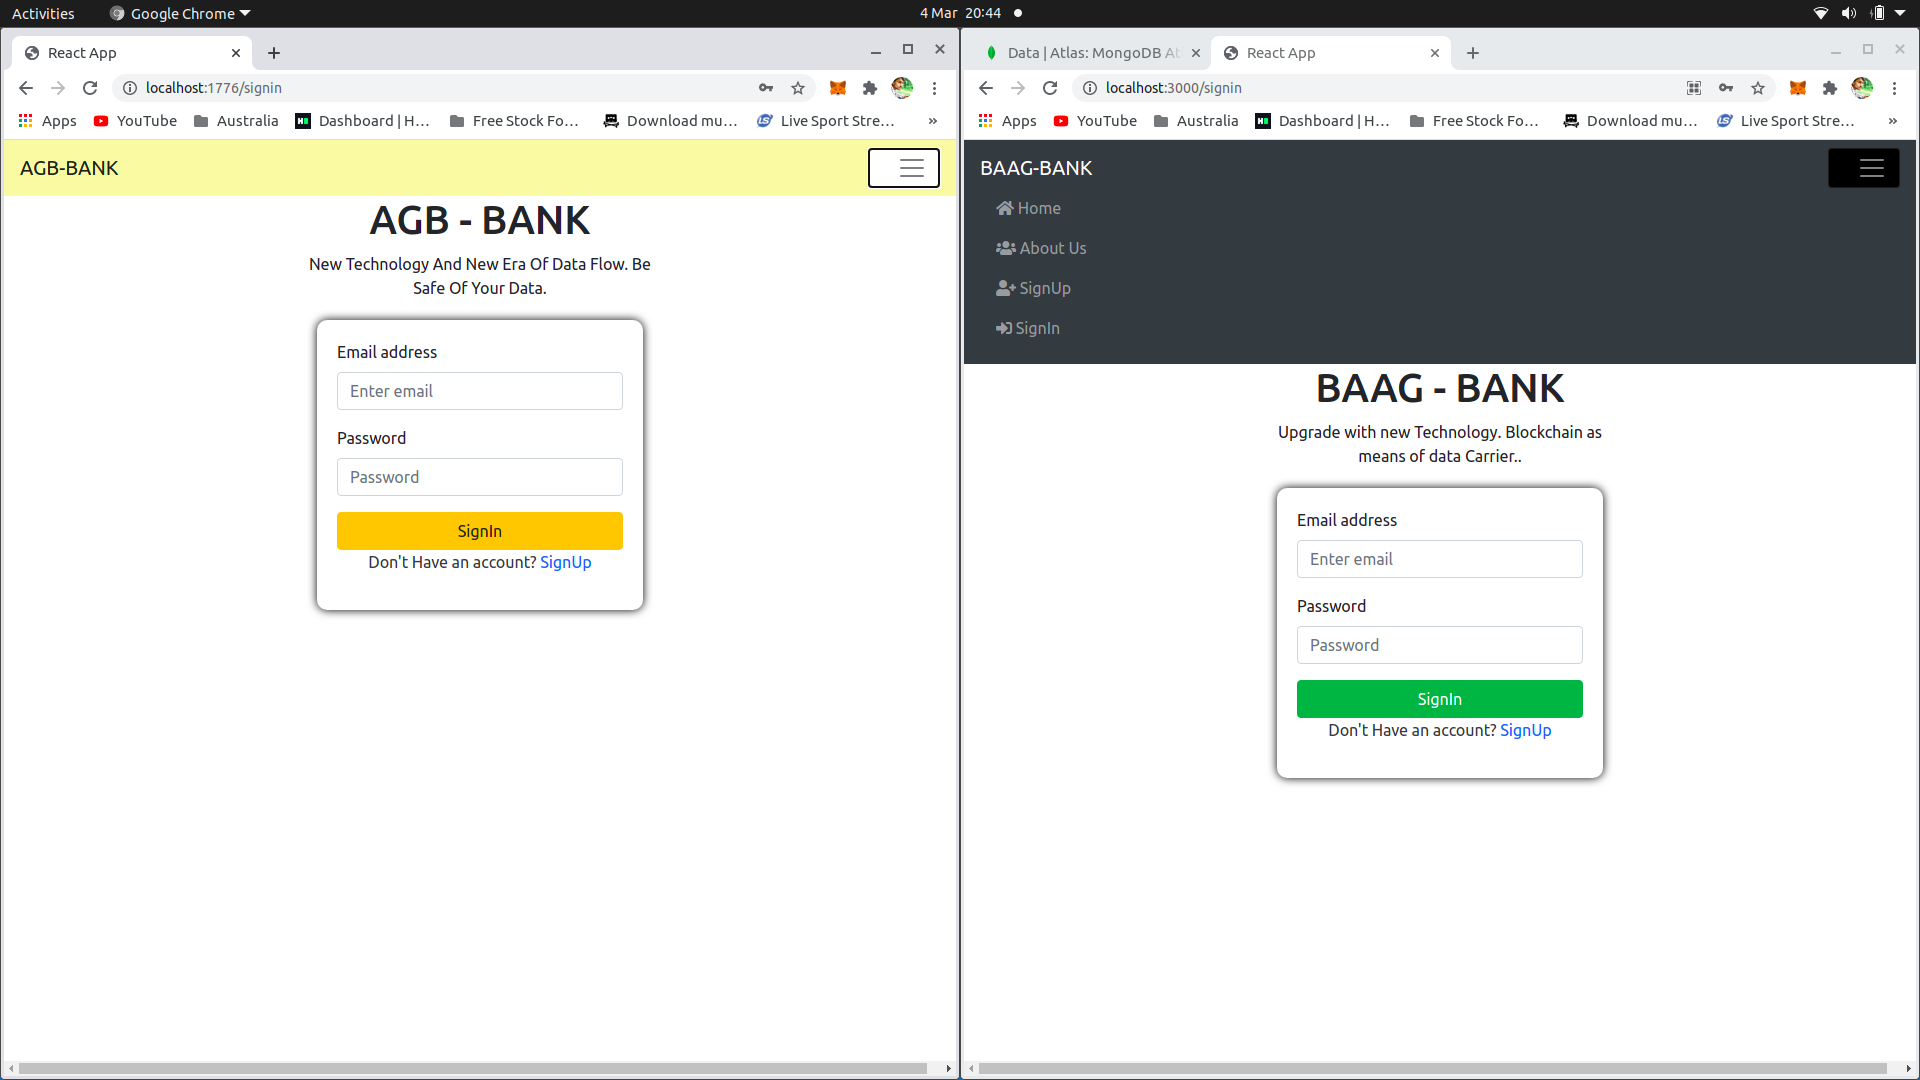 Activities
Google Chrome
4 Mar 20:44
React App
localhost:1776/signin
Apps
YouTube
Australia
Dashboard | H...
Free Stock Fo...
Download mu...
Live Sport Stre...
»
AGB-BANK
AGB - BANK
New Technology And New Era Of Data Flow. Be
Safe Of Your Data.
Email address
Enter email
Password
Password
SignIn
Don't Have an account? SignUp
Data | Atlas: MongoDB At
React App
localhost:3000/signin
Apps
YouTube
Australia
Dashboard | H...
Free Stock Fo...
Download mu...
Live Sport Stre...
»
BAAG-BANK
Home
About Us
SignUp
SignIn
BAAG - BANK
Upgrade with new Technology. Blockchain as
means of data Carrier..
Email address
Enter email
Password
Password
SignIn
Don't Have an account? SignUp